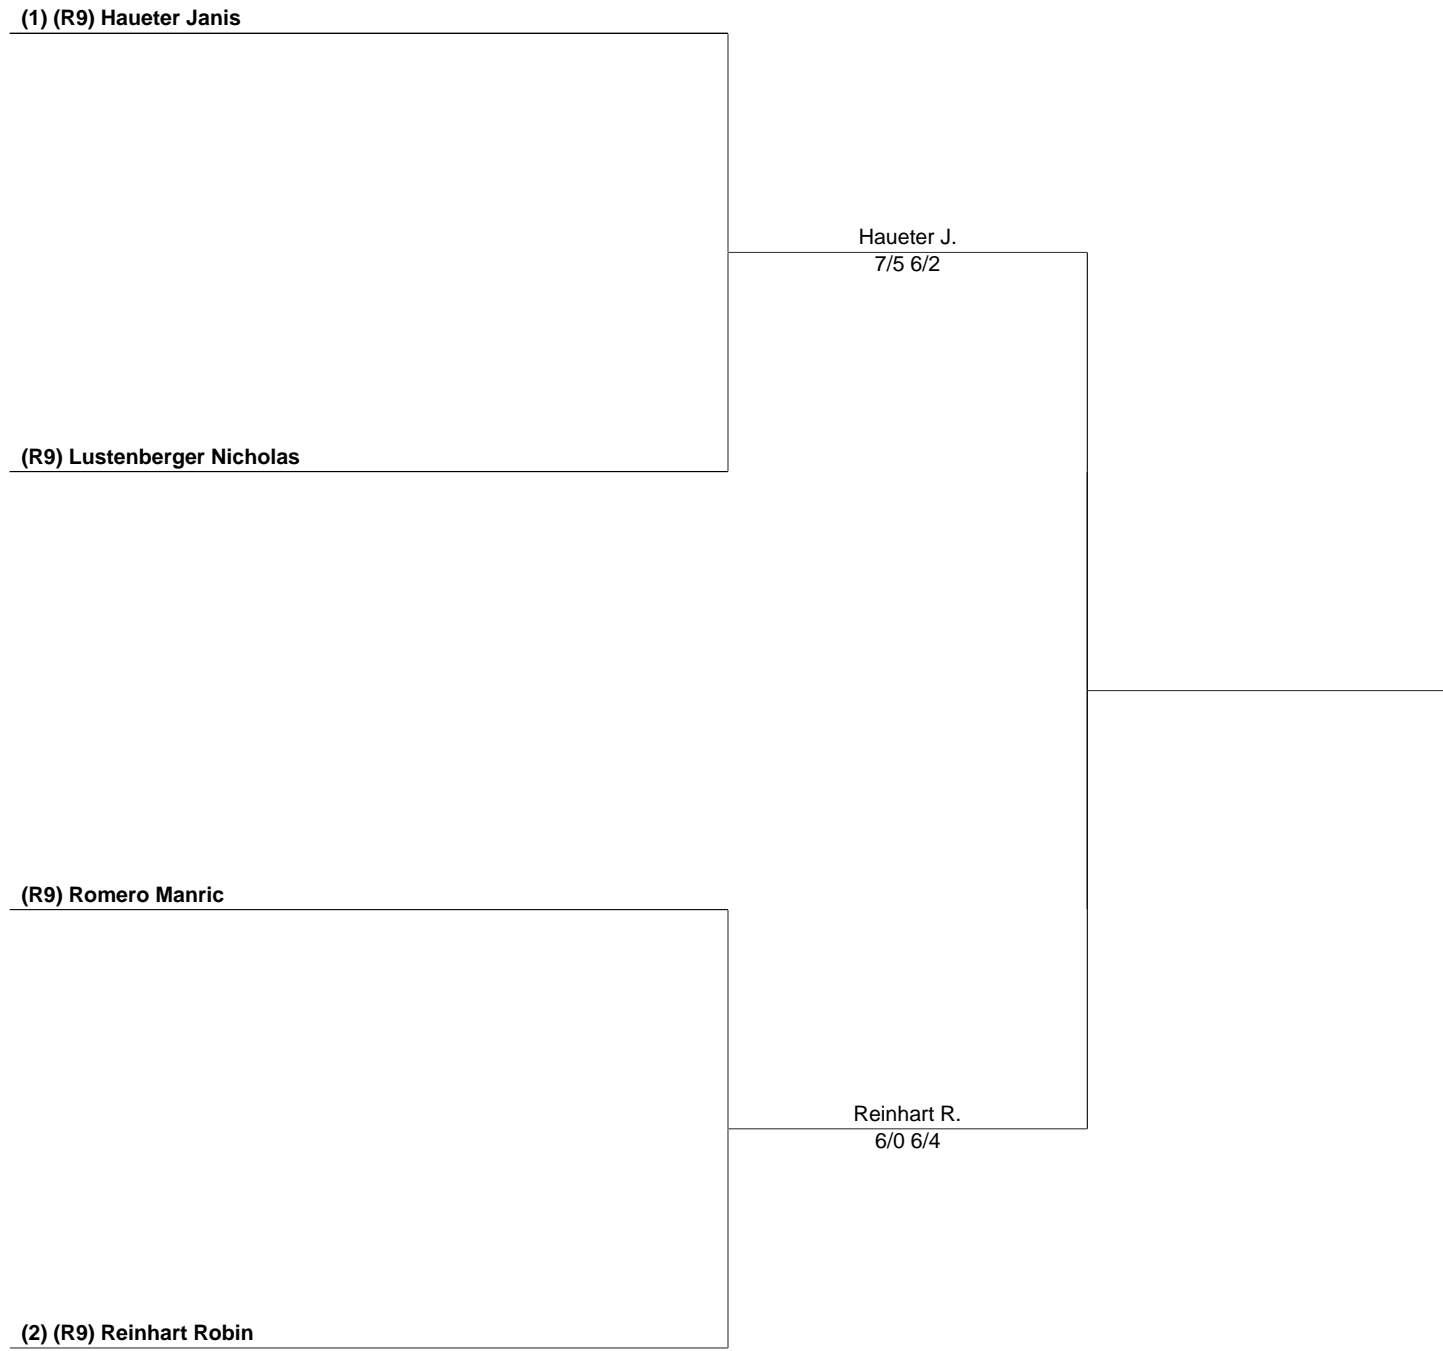 (1) (R9) Haueter Janis
Haueter J.
7/5 6/2
(R9) Lustenberger Nicholas
(R9) Romero Manric
Reinhart R.
6/0 6/4
(2) (R9) Reinhart Robin